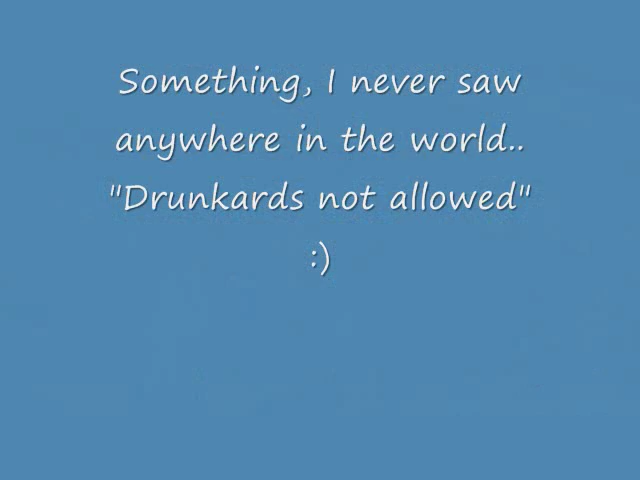 Something, I never saw
anywhere in the world..
"Drunkards not allowed"
:)